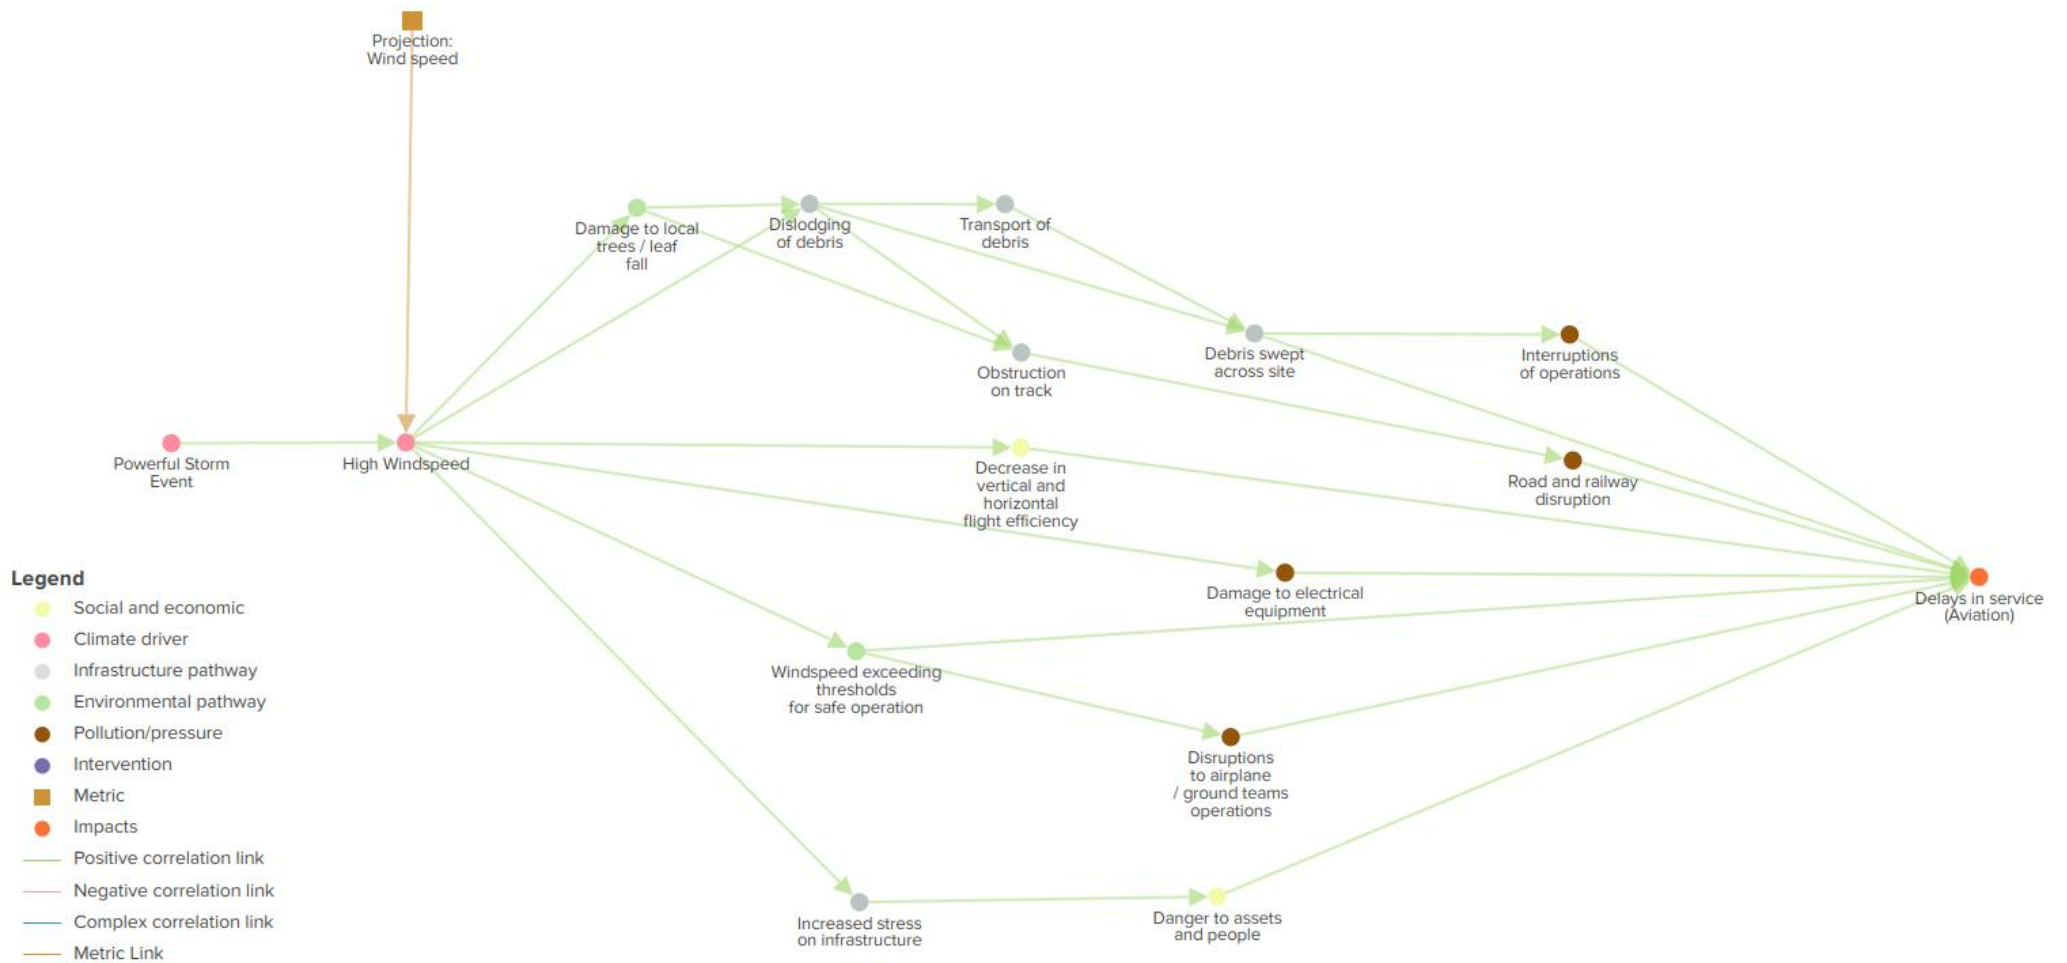 Projection:
Wind speed
Damage to local
trees / leaf
fall
Dislodging
of debris
Transport of
debris
Obstruction
on track
Debris swept
across site
Interruptions
of operations
Powerful Storm
Event
High Windspeed
Decrease in
vertical and
horizontal
flight efficiency
Road and railway
disruption
Damage to electrical
equipment
Delays in service
(Aviation)
Windspeed exceeding
thresholds
for safe operation
Disruptions
to airplane
/ ground teams
operations
Increased stress
on infrastructure
Danger to assets
and people
Legend
Social and economic
Climate driver
Infrastructure pathway
Environmental pathway
Pollution/pressure
Intervention
Metric
Impacts
Positive correlation link
Negative correlation link
Complex correlation link
Metric Link